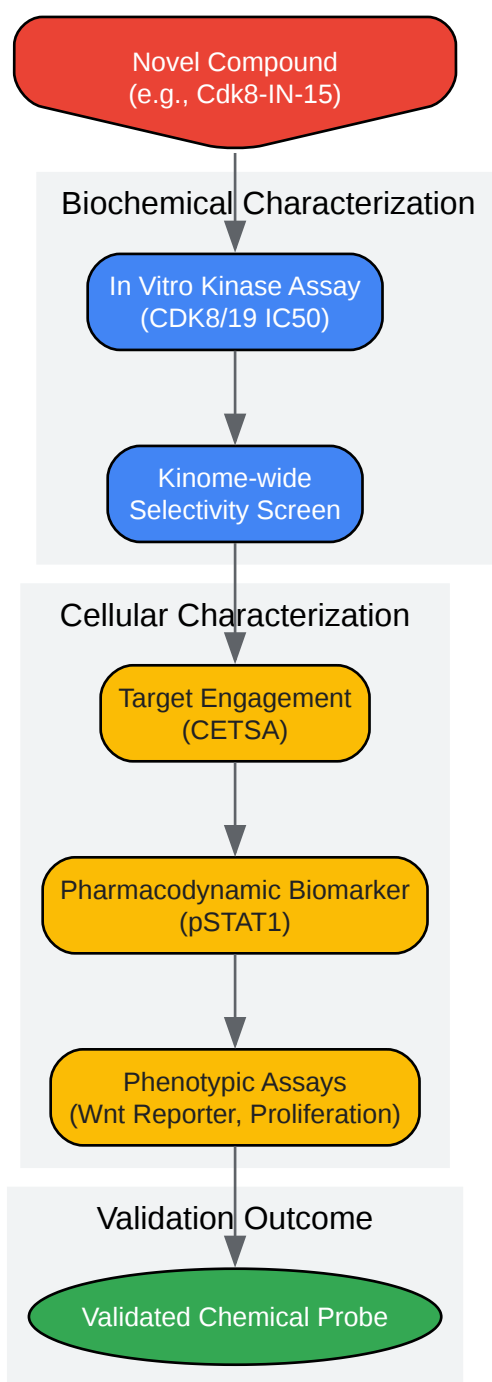 Novel Compound
(e.g., Cdk8-IN-15)
Biochemical Characterization
In Vitro Kinase Assay
(CDK8/19 IC50)
Kinome-wide
Selectivity Screen
Cellular Characterization
Target Engagement
(CETSA)
Pharmacodynamic Biomarker
(pSTAT1)
Phenotypic Assays
(Wnt Reporter, Proliferation)
Validation Outcome
Validated Chemical Probe